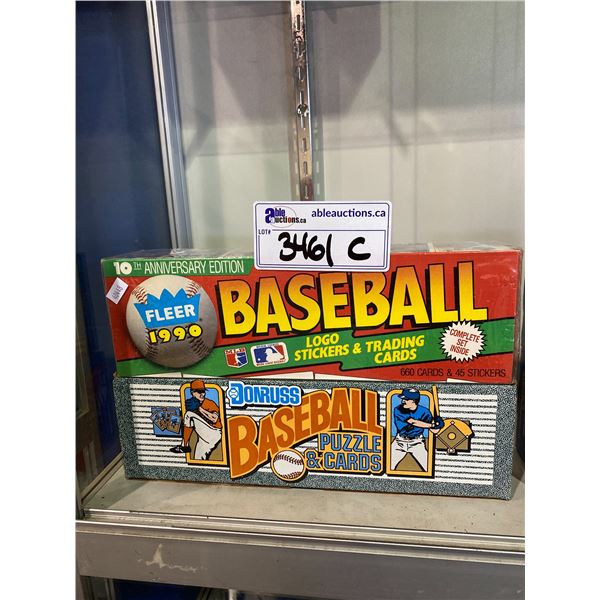 able
auctions.ca
ableauctions.ca
LOT#
3461 C
10TH ANNIVERSARY EDITION
FLEER
1990
BASEBALL
LOGO
STICKERS & TRADING
CARDS
COMPLETE
SET
INSIDE
660 CARDS & 45 STICKERS
DONRUSS
BASEBALL
PUZZLE
& CARDS